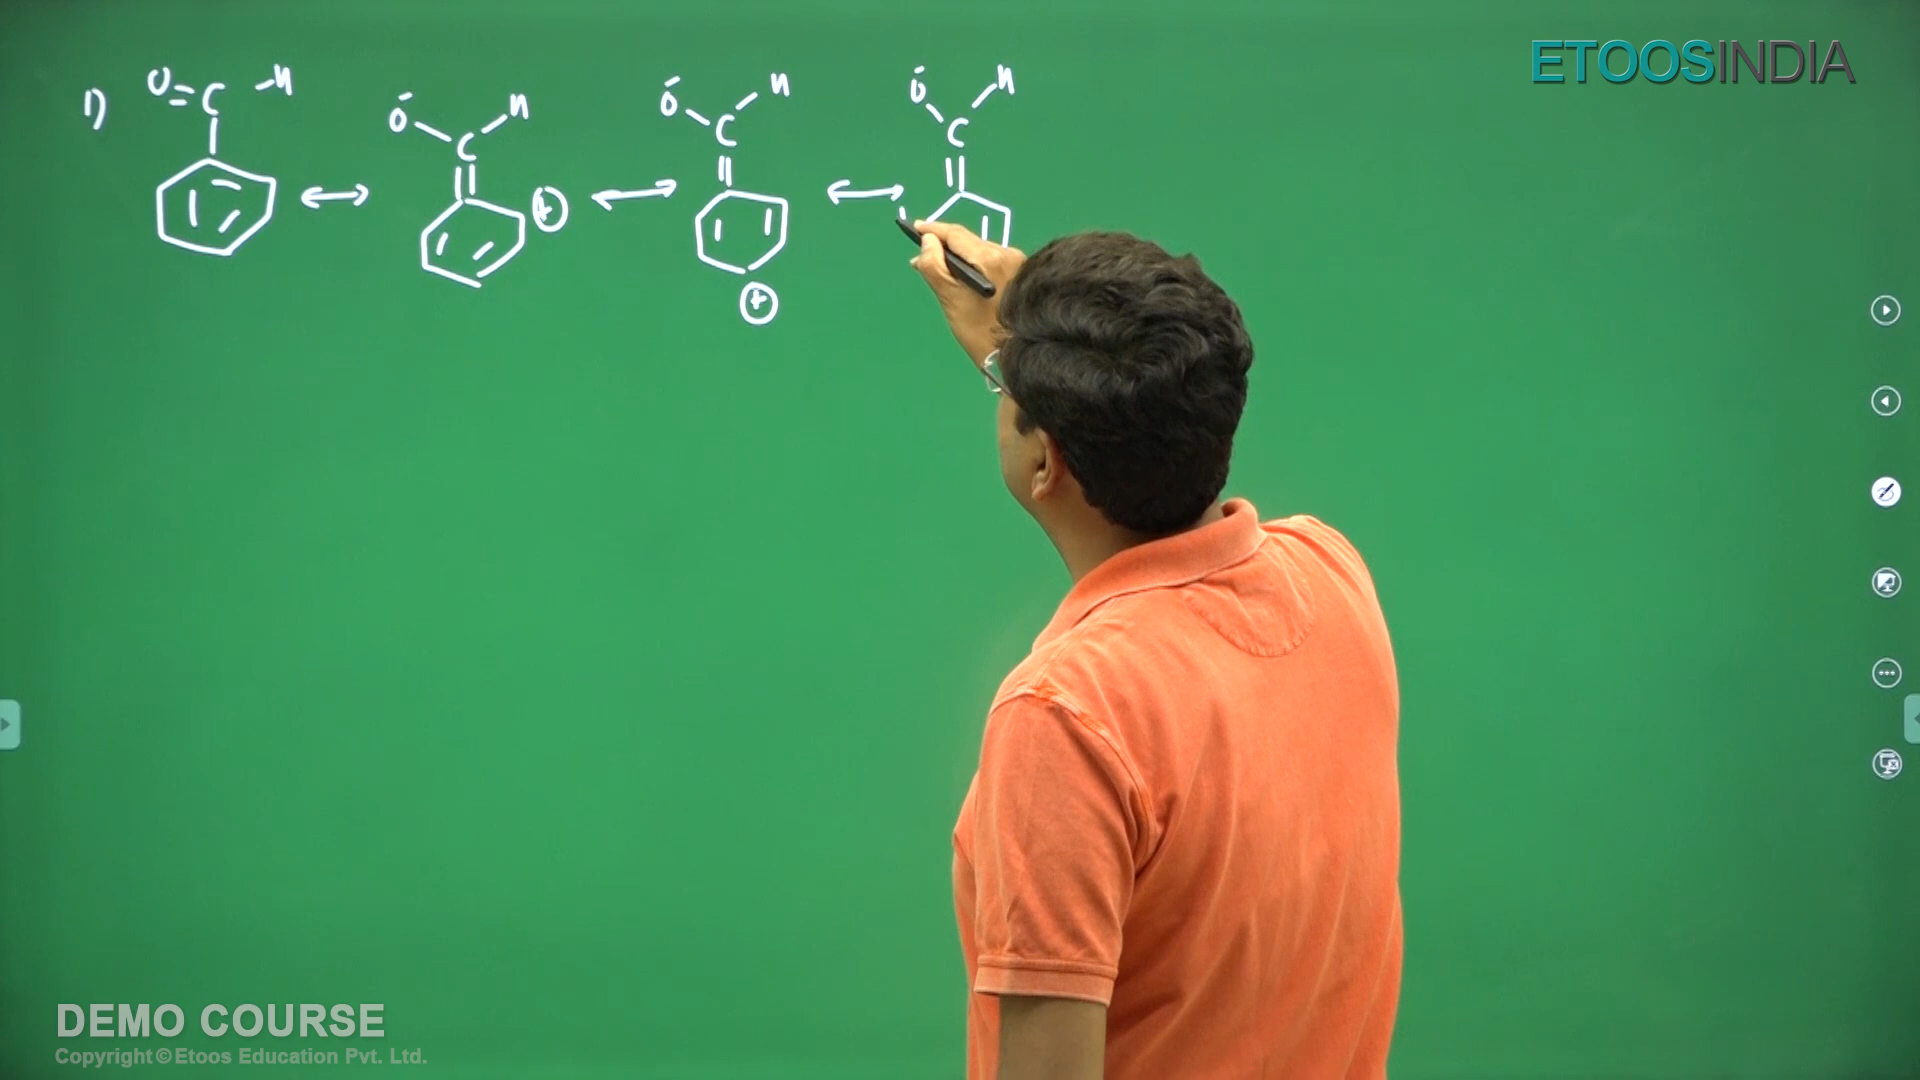 ETOOSINDIA
1) O=C-H
O⁻ C H ⊕
O⁻ C H ⊕
O⁻ C H
DEMO COURSE
Copyright © Etoos Education Pvt. Ltd.